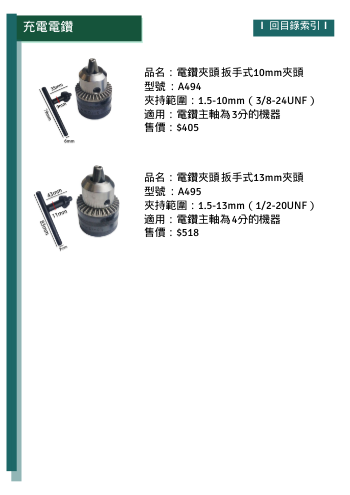 充電電鑽
I 回目錄索引 I
品名：電鑽夾頭 扳手式10mm夾頭
型號 ：A494
夾持範圍：1.5-10mm ( 3/8-24UNF )
適用：電鑽主軸為3分的機器
售價：$405
6mm
品名：電鑽夾頭 扳手式13mm夾頭
型號 ：A495
夾持範圍：1.5-13mm ( 1/2-20UNF )
適用：電鑽主軸為4分的機器
售價：$518
43mm
11mm